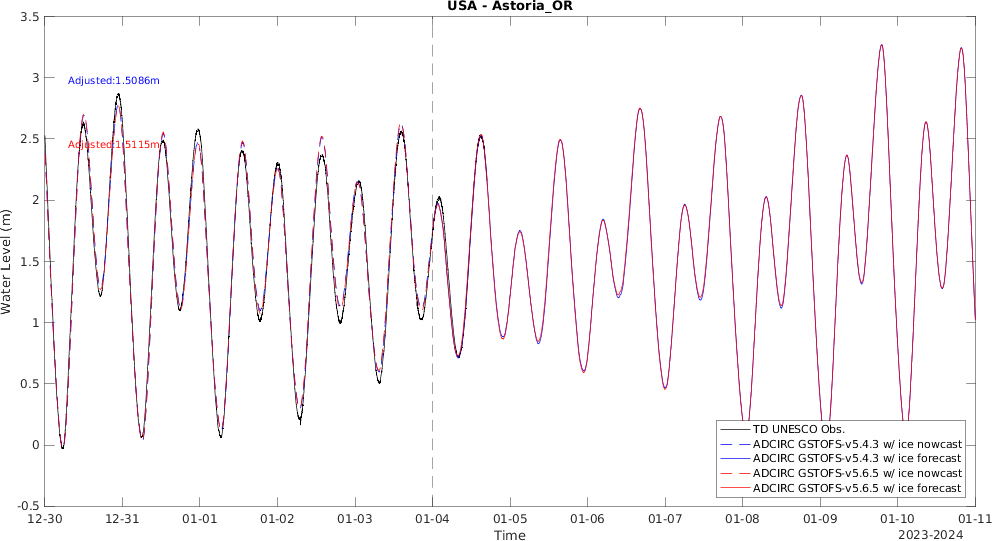 USA - Astoria_OR
3.5
3
2.5
2
1.5
1
0.5
0
-0.5
Water Level (m)
Adjusted:1.5086m
Adjusted:1.5115m
TD UNESCO Obs.
ADCIRC GSTOFS-v5.4.3 w/ ice nowcast
ADCIRC GSTOFS-v5.4.3 w/ ice forecast
ADCIRC GSTOFS-v5.6.5 w/ ice nowcast
ADCIRC GSTOFS-v5.6.5 w/ ice forecast
12-30 12-31 01-01 01-02 01-03 01-04 01-05 01-06 01-07 01-08 01-09 01-10 01-11
Time
2023-2024